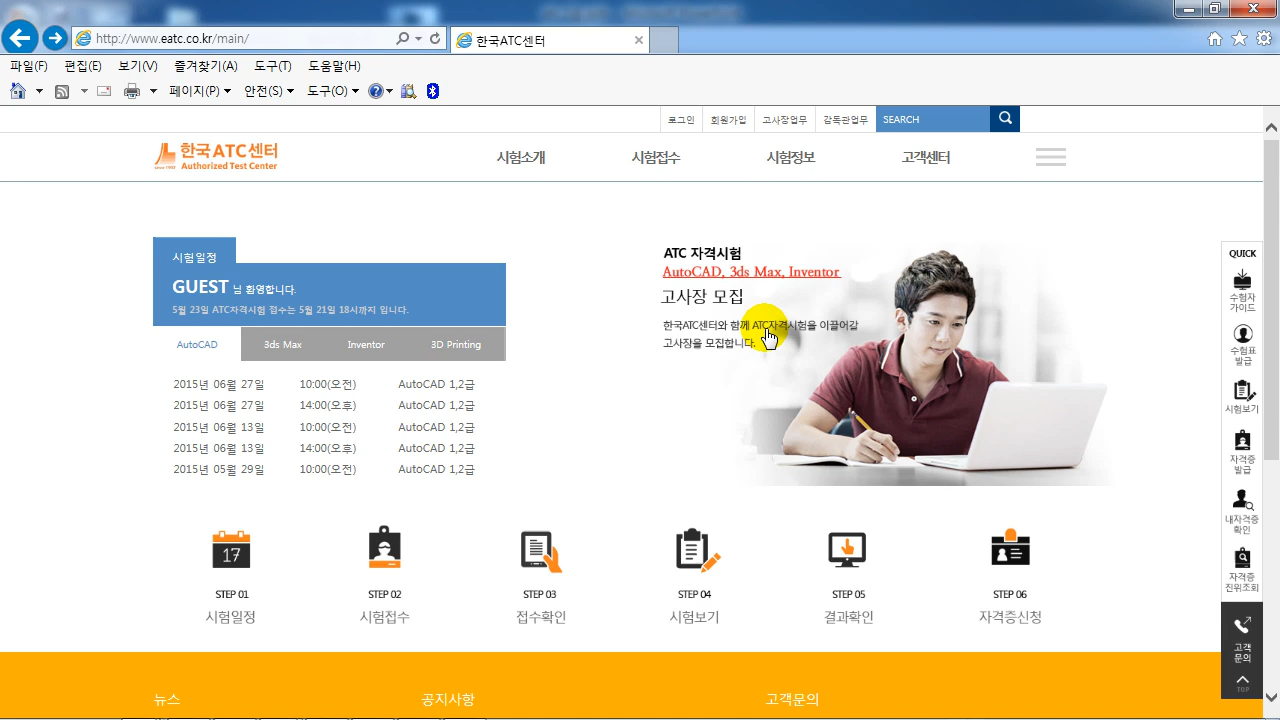 http://www.eatc.co.kr/main/
한국ATC센터
파일(F) 편집(E) 보기(V) 즐겨찾기(A) 도구(T) 도움말(H)
페이지(P) 안전(S) 도구(O)
로그인 회원가입 고사장업무 감독관업무 SEARCH
한국ATC센터
since 1992 Authorized Test Center
시험소개 시험접수 시험정보 고객센터
시험일정
GUEST 님 환영합니다.
5월 23일 ATC자격시험 접수는 5월 21일 18시까지 입니다.
AutoCAD 3ds Max Inventor 3D Printing
2015년 06월 27일 10:00(오전) AutoCAD 1,2급
2015년 06월 27일 14:00(오후) AutoCAD 1,2급
2015년 06월 13일 10:00(오전) AutoCAD 1,2급
2015년 06월 13일 14:00(오후) AutoCAD 1,2급
2015년 05월 29일 10:00(오전) AutoCAD 1,2급
ATC 자격시험
AutoCAD, 3ds Max, Inventor
고사장 모집
한국ATC센터와 함께 ATC자격시험을 이끌어갈
고사장을 모집합니다.
17
STEP 01 STEP 02 STEP 03 STEP 04 STEP 05 STEP 06
시험일정 시험접수 접수확인 시험보기 결과확인 자격증신청
뉴스 공지사항 고객문의
QUICK
수험자
가이드
수험표
발급
시험보기
자격증
발급
내자격증
확인
자격증
진위조회
고객
문의
TOP